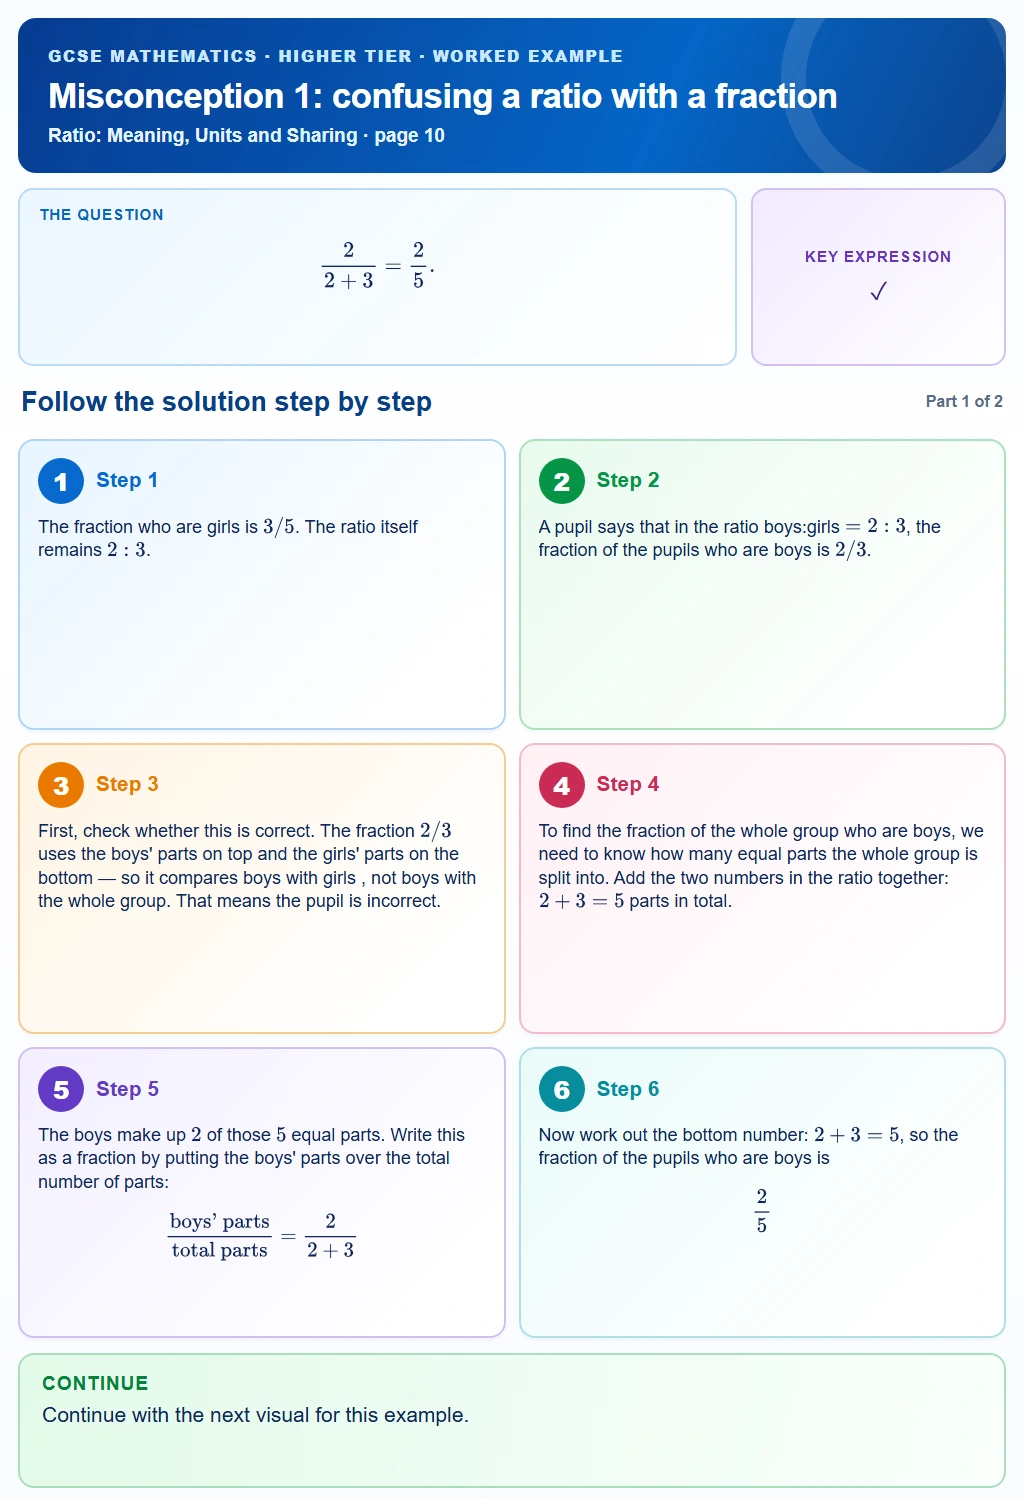 GCSE MATHEMATICS · HIGHER TIER · WORKED EXAMPLE
Misconception 1: confusing a ratio with a fraction
Ratio: Meaning, Units and Sharing · page 10
THE QUESTION
2/(2 + 3) = 2/5.
KEY EXPRESSION
✓
Follow the solution step by step
Part 1 of 2
1 Step 1
The fraction who are girls is 3/5. The ratio itself
remains 2 : 3.
2 Step 2
A pupil says that in the ratio boys:girls = 2 : 3, the
fraction of the pupils who are boys is 2/3.
3 Step 3
First, check whether this is correct. The fraction 2/3
uses the boys' parts on top and the girls' parts on the
bottom — so it compares boys with girls , not boys with
the whole group. That means the pupil is incorrect.
4 Step 4
To find the fraction of the whole group who are boys, we
need to know how many equal parts the whole group is
split into. Add the two numbers in the ratio together:
2 + 3 = 5 parts in total.
5 Step 5
The boys make up 2 of those 5 equal parts. Write this
as a fraction by putting the boys' parts over the total
number of parts:
boys' parts/total parts = 2/(2 + 3)
6 Step 6
Now work out the bottom number: 2 + 3 = 5, so the
fraction of the pupils who are boys is
2/5
CONTINUE
Continue with the next visual for this example.